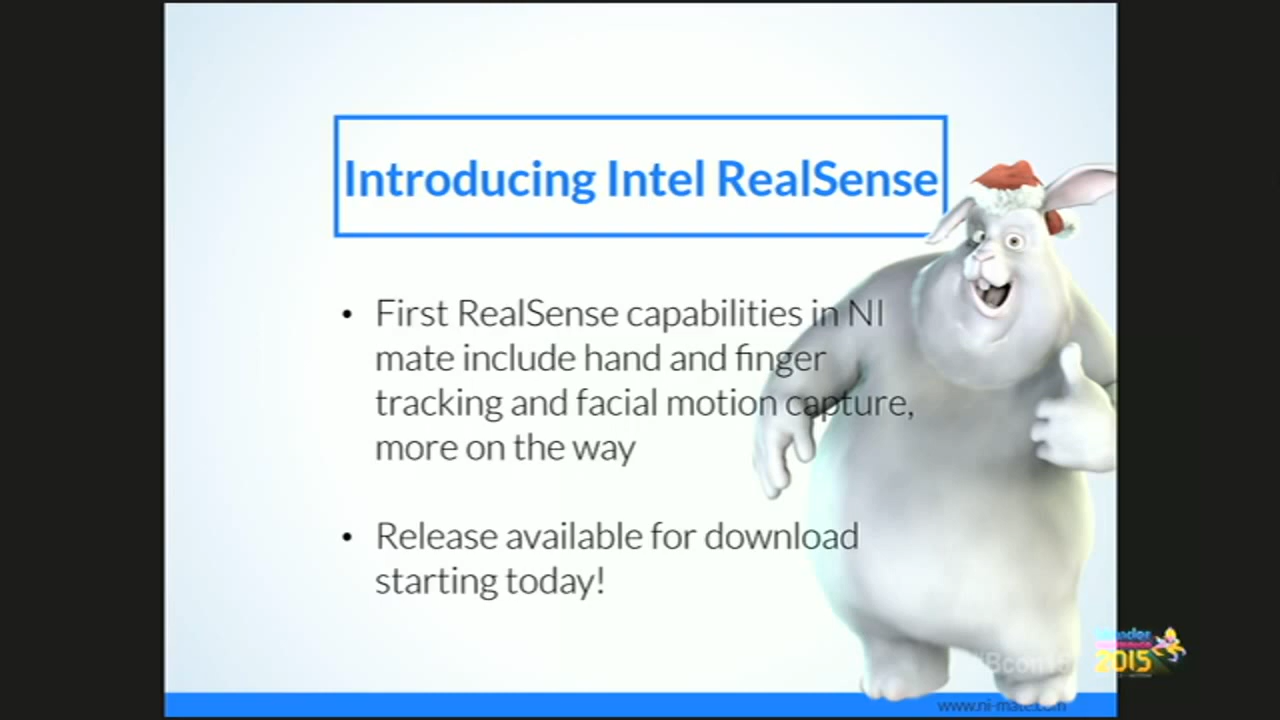 Introducing Intel RealSense
• First RealSense capabilities in NI
mate include hand and finger
tracking and facial motion capture,
more on the way
• Release available for download
starting today!
#Bcon15
2015
www.ni-mate.com